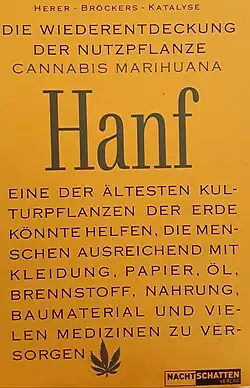 HERER · BRÖCKERS · KATALYSE
DIE WIEDERENTDECKUNG
DER NUTZPFLANZE
CANNABIS MARIHUANA
Hanf
EINE DER ÄLTESTEN KUL-
TURPFLANZEN DER ERDE
KÖNNTE HELFEN, DIE MEN-
SCHEN AUSREICHEND MIT
KLEIDUNG, PAPIER, ÖL,
BRENNSTOFF, NAHRUNG,
BAUMATERIAL UND VIE-
LEN MEDIZINEN ZU VER-
SORGEN
NACHTSCHATTEN
VERLAG